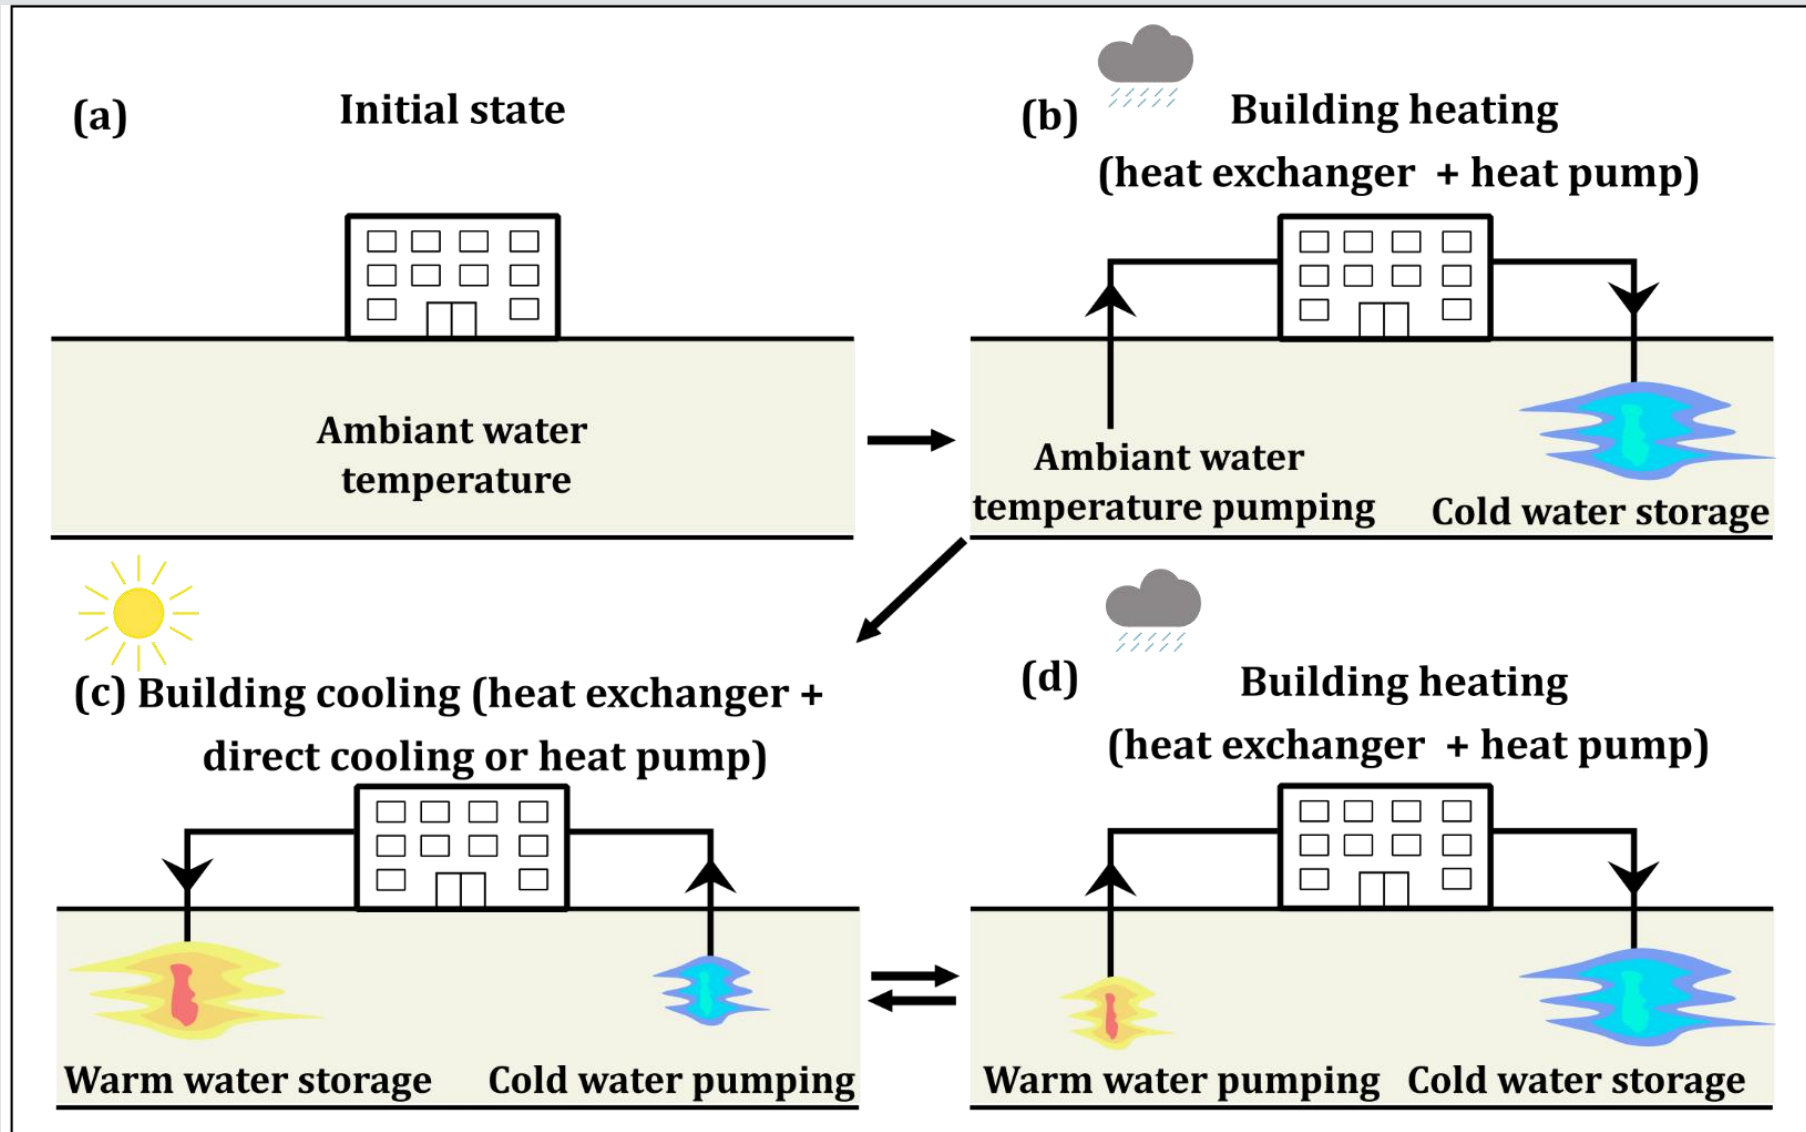 (a) Initial state
Ambiant water
temperature
(b) Building heating
(heat exchanger + heat pump)
Ambiant water
temperature pumping
Cold water storage
(c) Building cooling (heat exchanger +
direct cooling or heat pump)
Warm water storage
Cold water pumping
(d) Building heating
(heat exchanger + heat pump)
Warm water pumping
Cold water storage